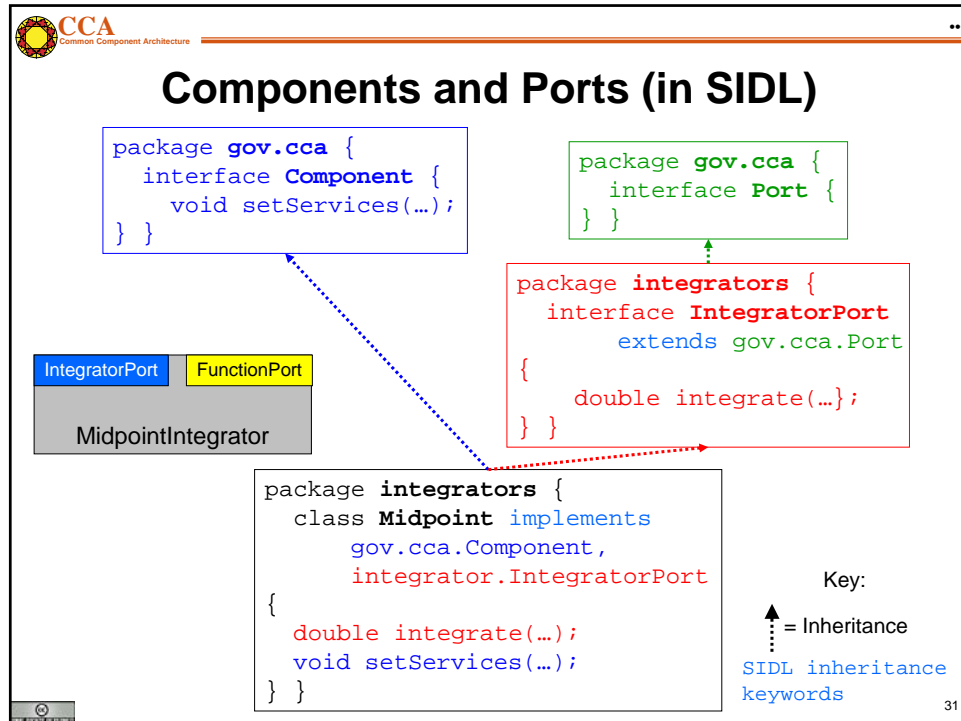 CCA
Common Component Architecture
Components and Ports (in SIDL)
package gov.cca {
interface Component {
void setServices(…);
} }
package gov.cca {
interface Port {
} }
package integrators {
interface IntegratorPort
extends gov.cca.Port
{
double integrate(…};
} }
IntegratorPort
FunctionPort
MidpointIntegrator
package integrators {
class Midpoint implements
gov.cca.Component,
integrator.IntegratorPort
{
double integrate(…);
void setServices(…);
} }
Key:
= Inheritance
SIDL inheritance
keywords
31